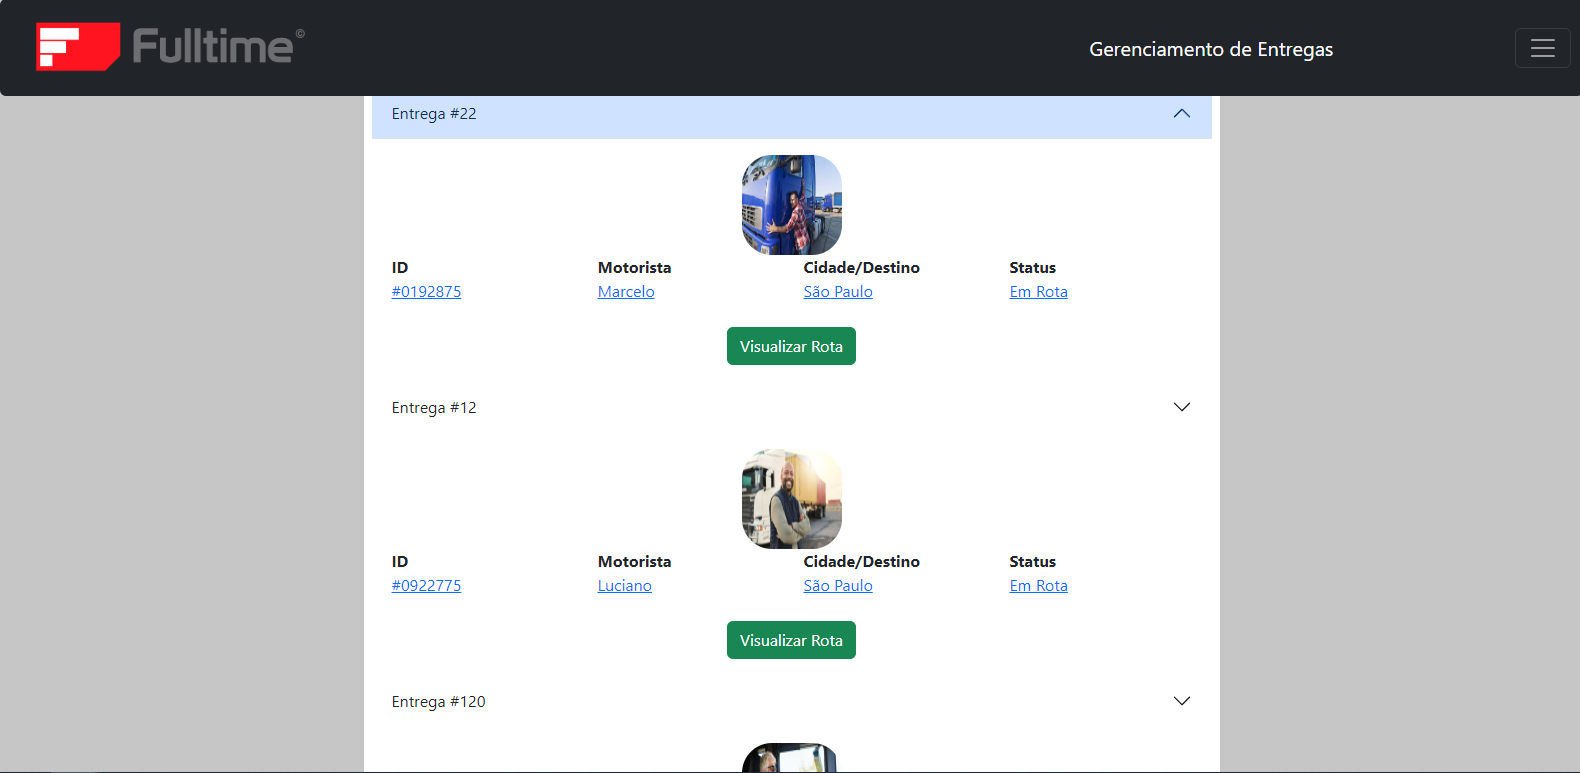 Fulltime©
Gerenciamento de Entregas
Entrega #22
ID Motorista Cidade/Destino Status
#0192875 Marcelo São Paulo Em Rota
Visualizar Rota
Entrega #12
ID Motorista Cidade/Destino Status
#0922775 Luciano São Paulo Em Rota
Visualizar Rota
Entrega #120